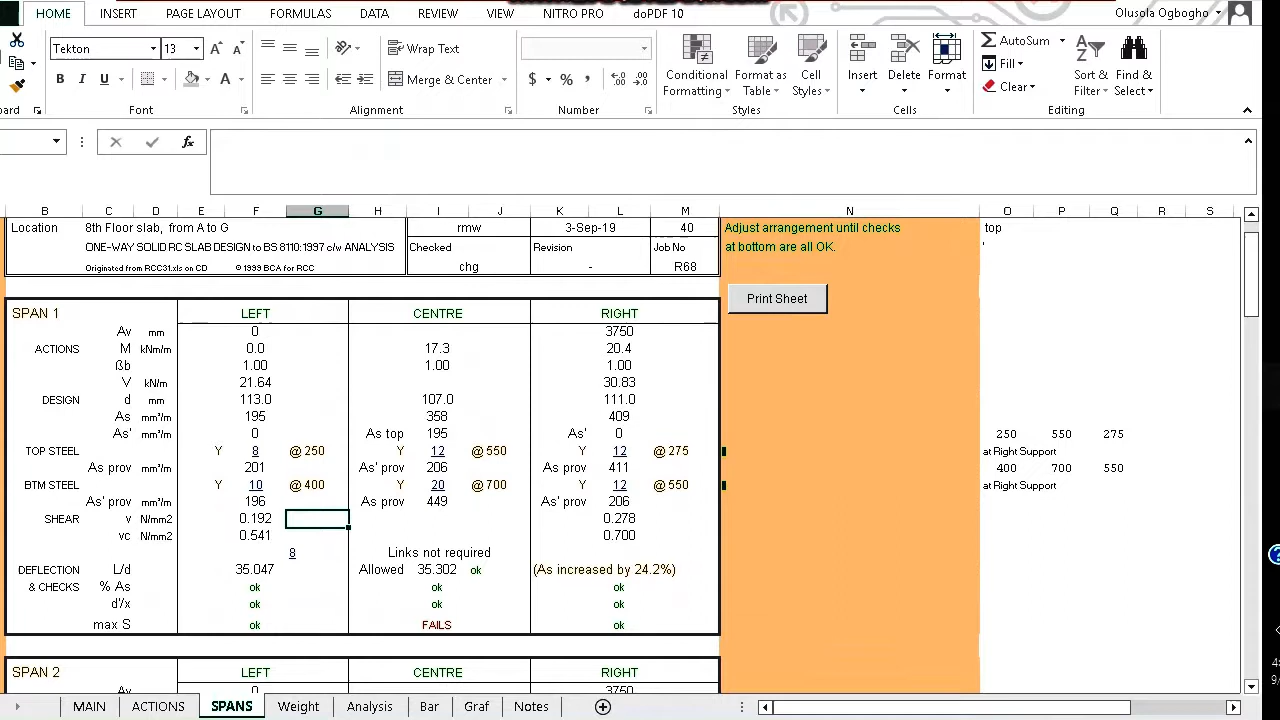 HOME INSERT PAGE LAYOUT FORMULAS DATA REVIEW VIEW NITRO PRO doPDF 10 Olusola Ogbogho
Tekton 13 A A Wrap Text AutoSum
B I U A Merge & Center $ % , Conditional Formatting Format as Table Cell Styles Insert Delete Format Fill Clear Sort & Filter Find & Select
oard Font Alignment Number Styles Cells Editing
fx
B C D E F G H I J K L M N O P Q R S
Location 8th Floor slab, from A to G rmw 3-Sep-19 40 Adjust arrangement until checks top
ONE-WAY SOLID RC SLAB DESIGN to BS 8110:1997 c/w ANALYSIS Checked Revision Job No at bottom are all OK. '
Originated from RCC31.xls on CD © 1999 BCA for RCC chg - R68
Print Sheet
SPAN 1 LEFT CENTRE RIGHT
Av mm 0 3750
ACTIONS M kNm/m 0.0 17.3 20.4
ßb 1.00 1.00 1.00
V kN/m 21.64 30.83
DESIGN d mm 113.0 107.0 111.0
As mm²/m 195 358 409
As' mm²/m 0 As top 195 As' 0 250 550 275
TOP STEEL Y 8 @ 250 Y 12 @ 550 Y 12 @ 275 at Right Support
As prov mm²/m 201 As' prov 206 As prov 411 400 700 550
BTM STEEL Y 10 @ 400 Y 20 @ 700 Y 12 @ 550 at Right Support
As' prov mm²/m 196 As prov 449 As' prov 206
SHEAR v N/mm2 0.192 0.278
vc N/mm2 0.541 0.700
8 Links not required
DEFLECTION L/d 35.047 Allowed 35.302 ok (As increased by 24.2%)
& CHECKS % As ok ok ok
d'/x ok ok ok
max S ok FAILS ok
SPAN 2 LEFT CENTRE RIGHT
Av 0 3750
MAIN ACTIONS SPANS Weight Analysis Bar Graf Notes